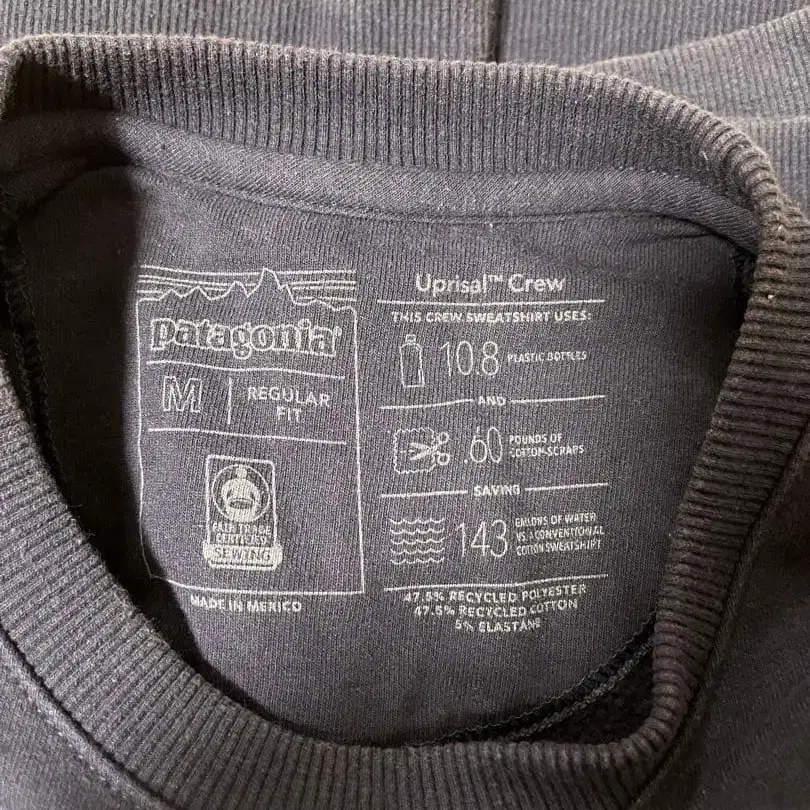 patagonia®
M
REGULAR
FIT
FAIR TRADE
CERTIFIED
SEWING
MADE IN MEXICO
Uprisal™ Crew
THIS CREW SWEATSHIRT USES:
10.8 PLASTIC BOTTLES
AND
.60 POUNDS OF
COTTON SCRAPS
SAVING
143 GALLONS OF WATER
VS A CONVENTIONAL
COTTON SWEATSHIRT
47.5% RECYCLED POLYESTER
47.5% RECYCLED COTTON
5% ELASTANE